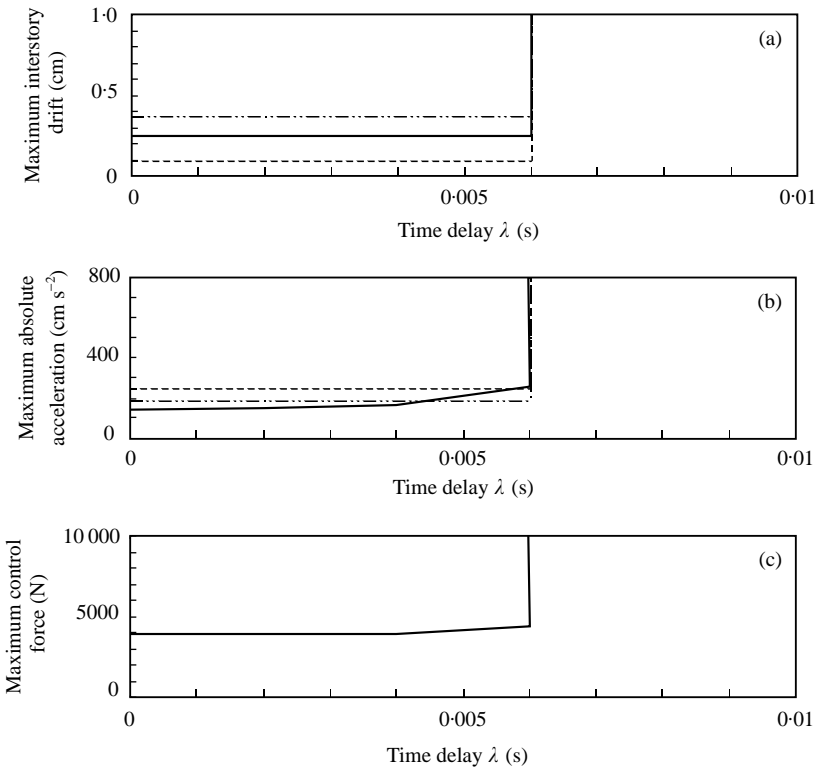 Maximum interstory
drift (cm)
1·0
0·5
0
(a)
0
0·005
0·01
Time delay λ (s)
Maximum absolute
acceleration (cm s⁻²)
800
400
0
(b)
0
0·005
0·01
Time delay λ (s)
Maximum control
force (N)
10 000
5000
0
(c)
0
0·005
0·01
Time delay λ (s)